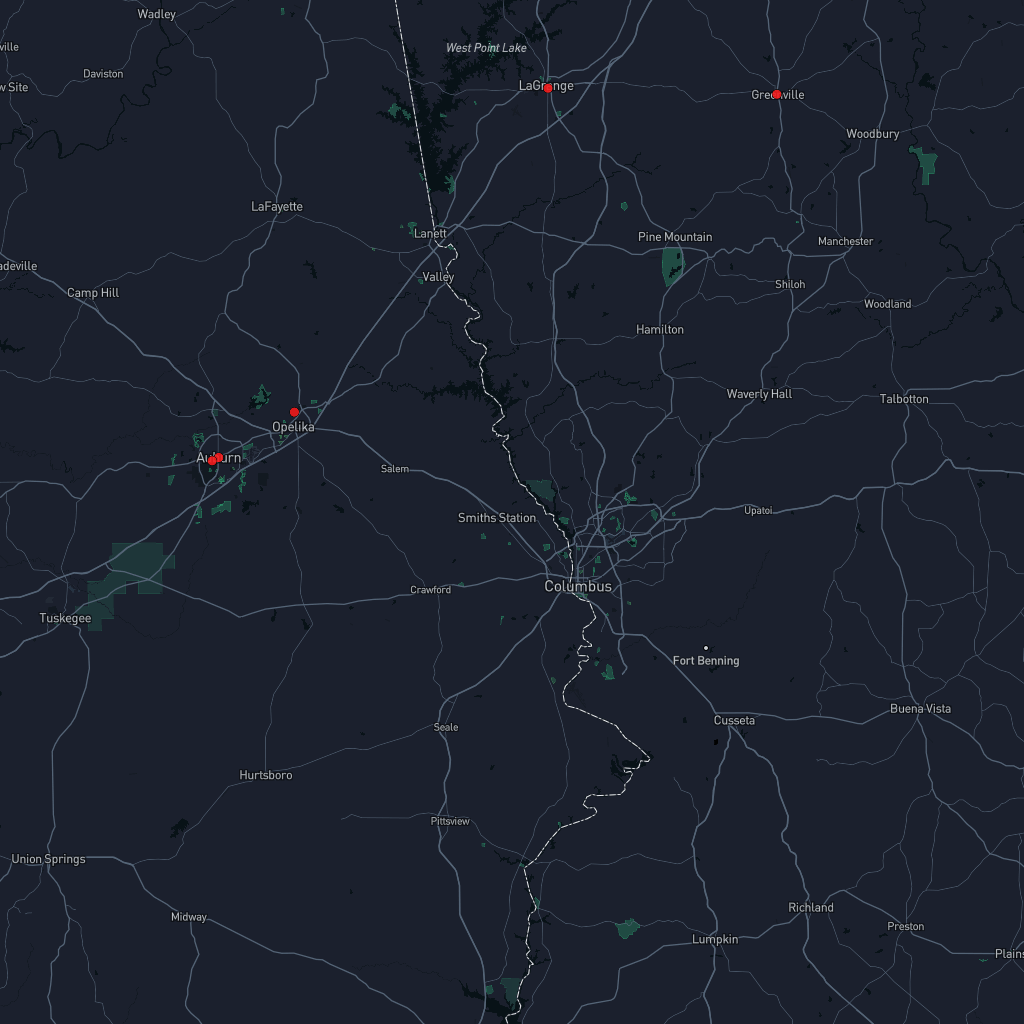 Wadley
West Point Lake
ville
Daviston
w Site
LaGrange
Greenville
Woodbury
LaFayette
Lanett
Pine Mountain
Manchester
adeville
Valley
Camp Hill
Shiloh
Woodland
Hamilton
Waverly Hall
Talbotton
Opelika
Auburn
Salem
Smiths Station
Upatoi
Crawford
Columbus
Tuskegee
Fort Benning
Buena Vista
Cusseta
Seale
Hurtsboro
Pittsview
Union Springs
Midway
Richland
Preston
Lumpkin
Plains